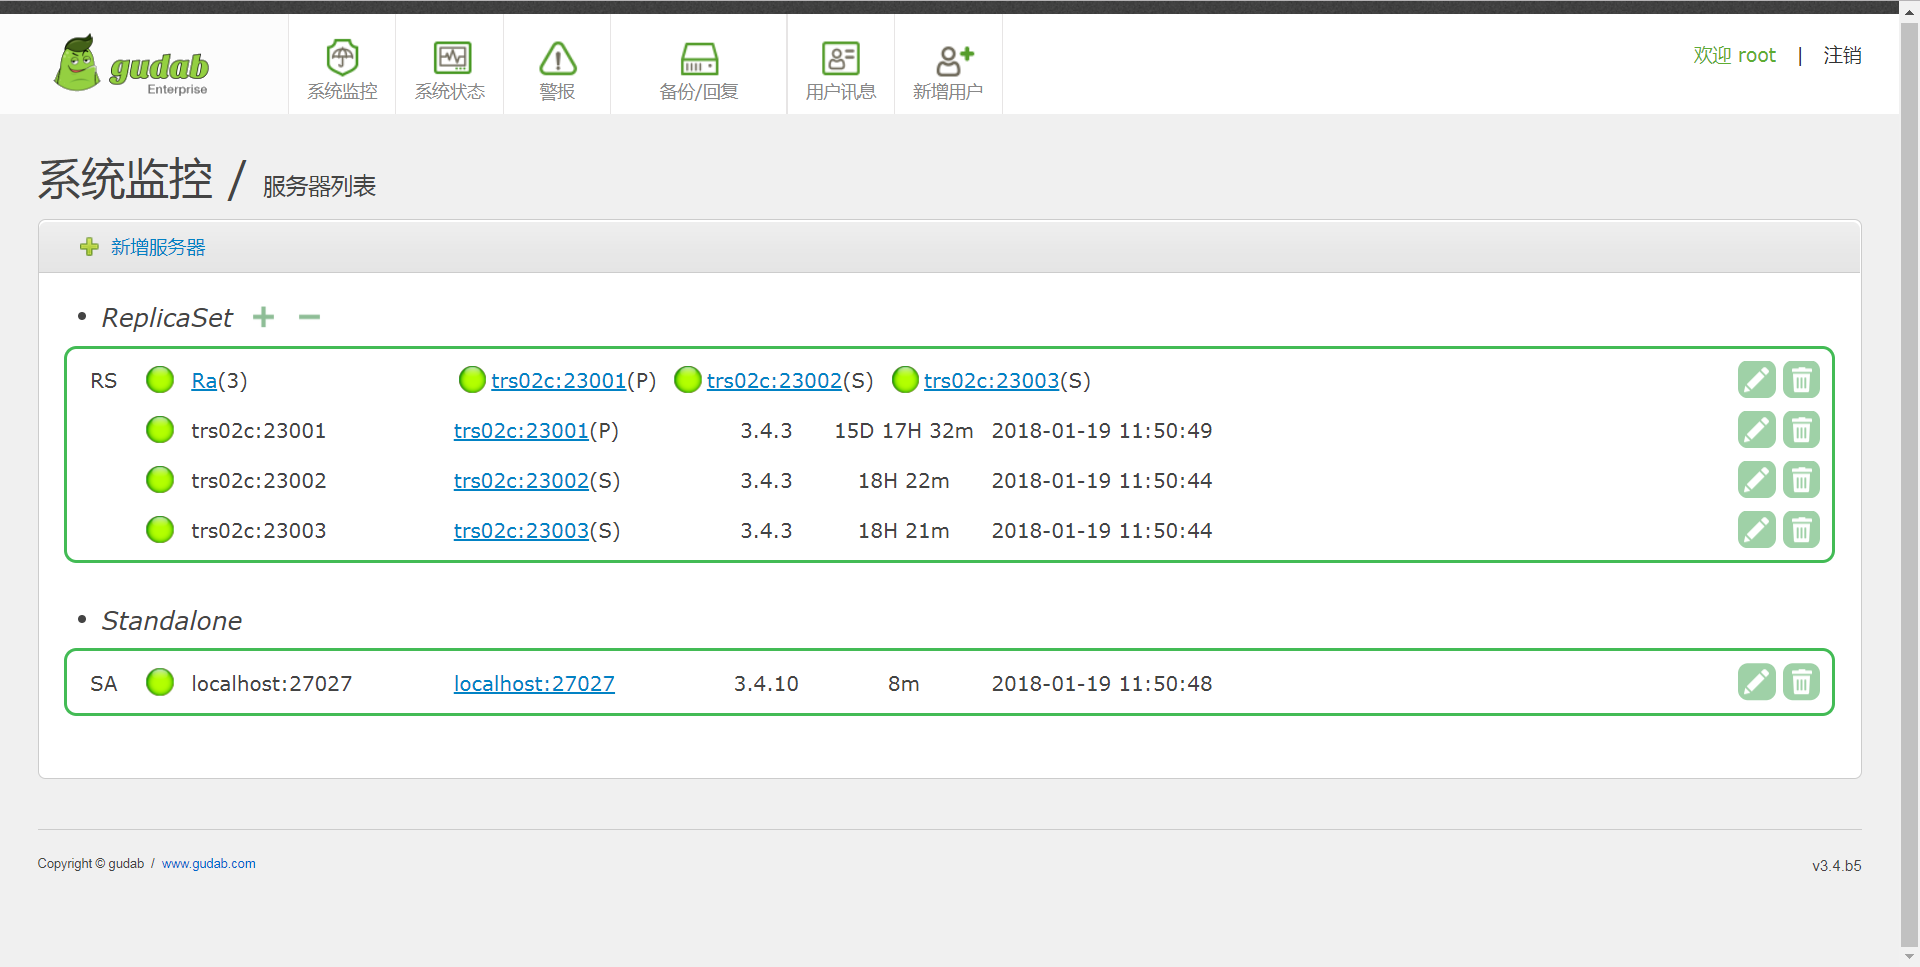 gudab
Enterprise
系统监控
系统状态
警报
备份/回复
用户讯息
新增用户
欢迎 root | 注销
系统监控 / 服务器列表
新增服务器
• ReplicaSet
RS Ra(3) trs02c:23001(P) trs02c:23002(S) trs02c:23003(S)
trs02c:23001 trs02c:23001(P) 3.4.3 15D 17H 32m 2018-01-19 11:50:49
trs02c:23002 trs02c:23002(S) 3.4.3 18H 22m 2018-01-19 11:50:44
trs02c:23003 trs02c:23003(S) 3.4.3 18H 21m 2018-01-19 11:50:44
• Standalone
SA localhost:27027 localhost:27027 3.4.10 8m 2018-01-19 11:50:48
Copyright © gudab / www.gudab.com
v3.4.b5